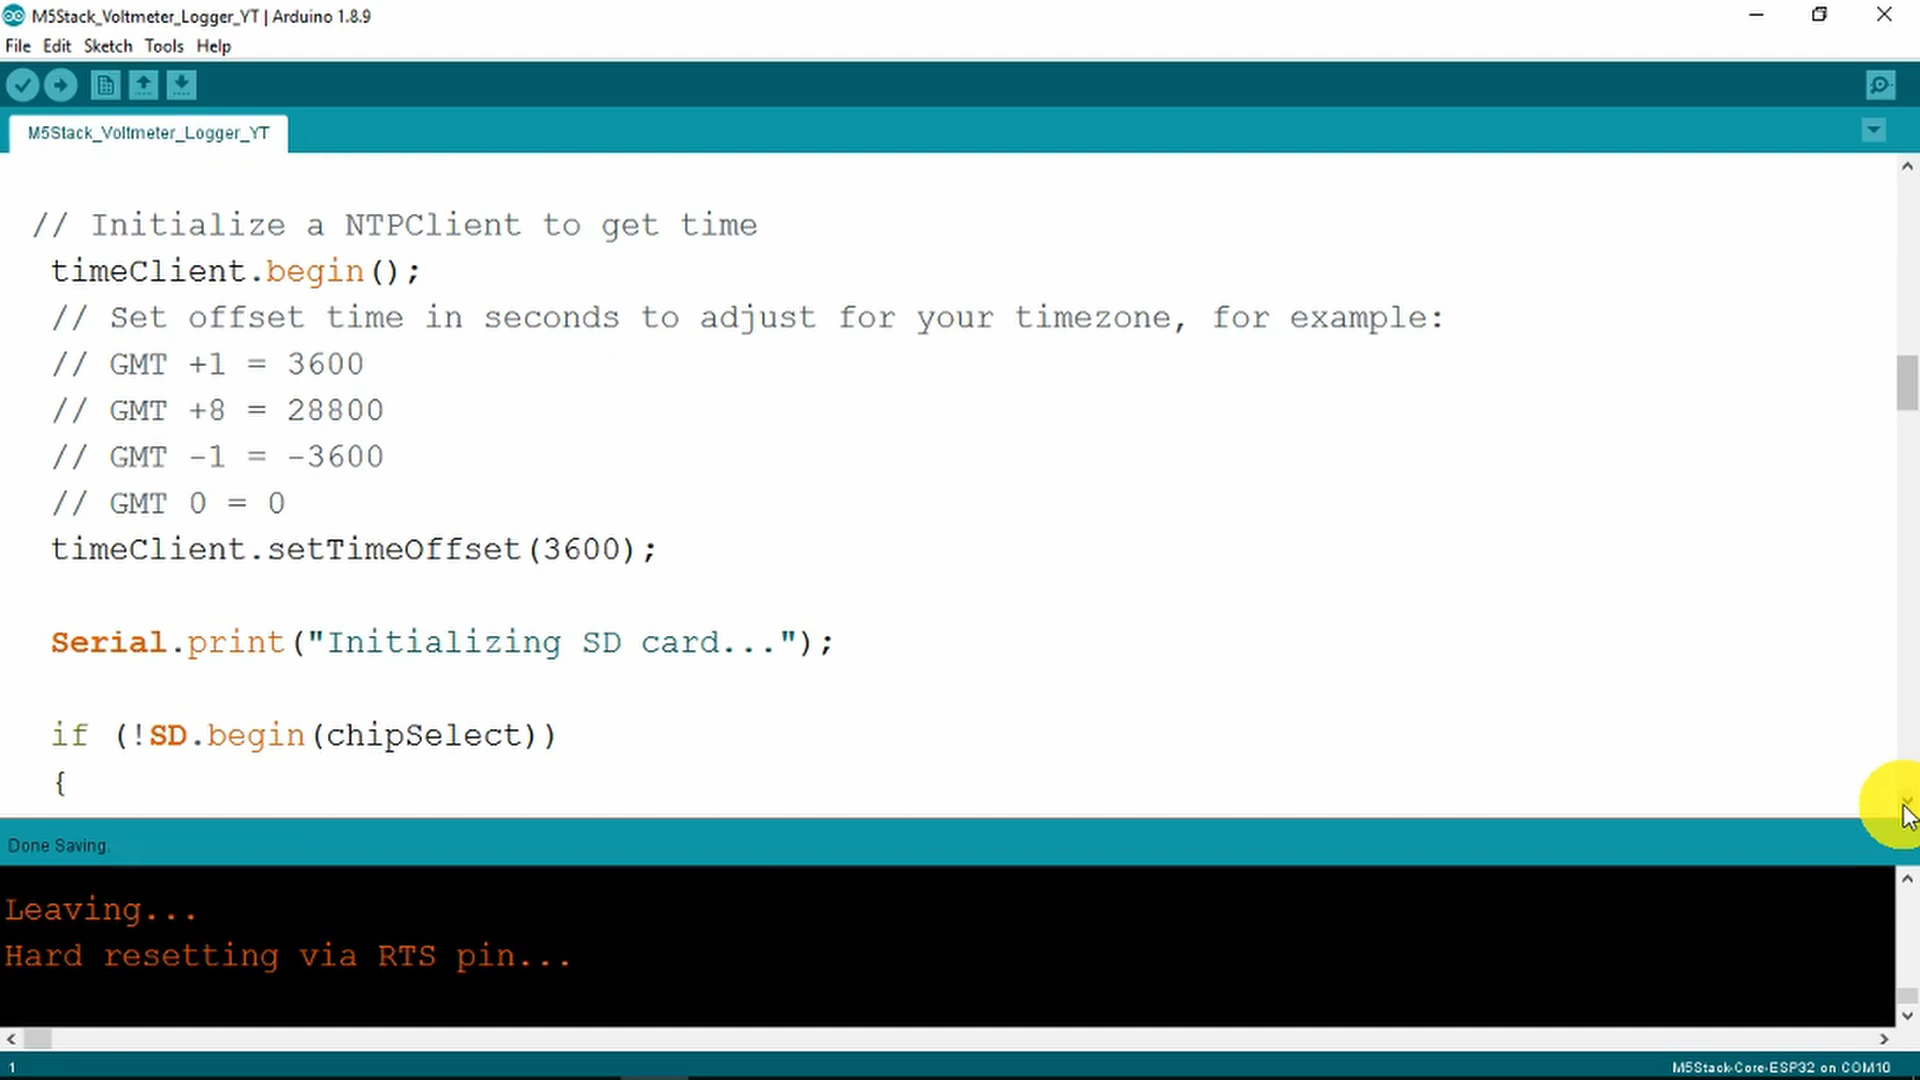 M5Stack_Voltmeter_Logger_YT | Arduino 1.8.9
File Edit Sketch Tools Help
M5Stack_Voltmeter_Logger_YT
// Initialize a NTPClient to get time
timeClient.begin();
// Set offset time in seconds to adjust for your timezone, for example:
// GMT +1 = 3600
// GMT +8 = 28800
// GMT -1 = -3600
// GMT 0 = 0
timeClient.setTimeOffset(3600);
Serial.print("Initializing SD card...");
if (!SD.begin(chipSelect))
{
Done Saving.
Leaving...
Hard resetting via RTS pin...
1
M5Stack-Core-ESP32 on COM10